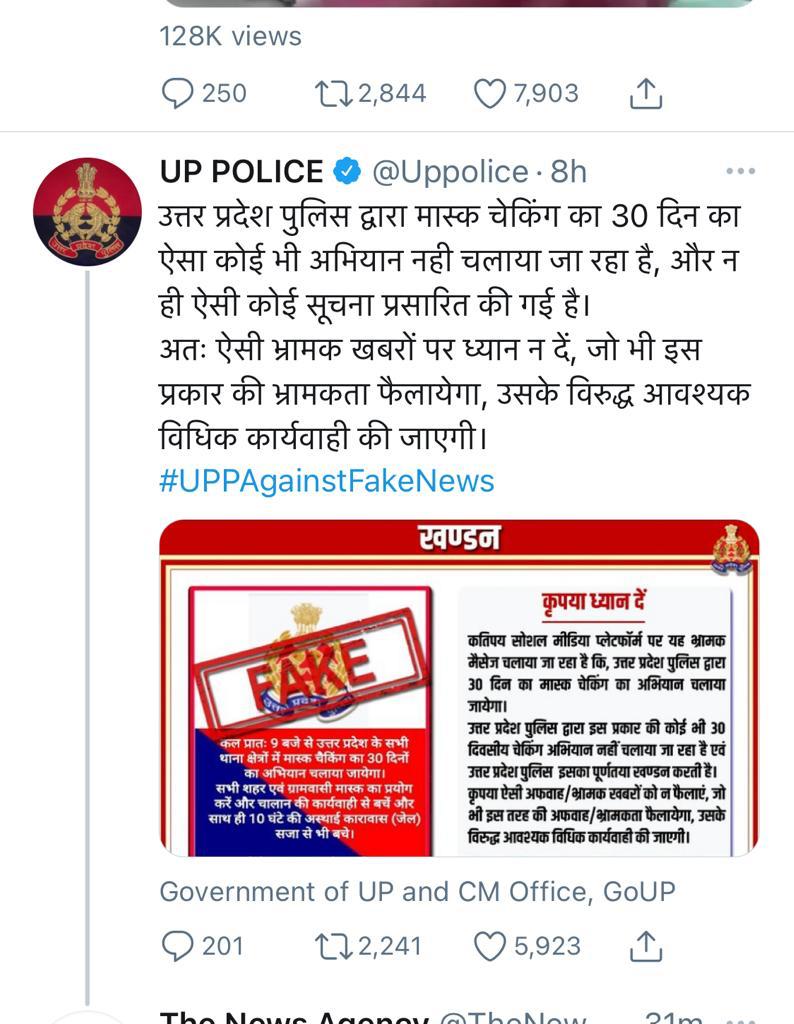 128K views
250 2,844 7,903
UP POLICE @Uppolice · 8h
उत्तर प्रदेश पुलिस द्वारा मास्क चेकिंग का 30 दिन का
ऐसा कोई भी अभियान नही चलाया जा रहा है, और न
ही ऐसी कोई सूचना प्रसारित की गई है।
अतः ऐसी भ्रामक खबरों पर ध्यान न दें, जो भी इस
प्रकार की भ्रामकता फैलायेगा, उसके विरुद्ध आवश्यक
विधिक कार्यवाही की जाएगी।
#UPPAgainstFakeNews
खण्डन
FAKE
कल प्रातः 9 बजे से उत्तर प्रदेश के सभी
थाना क्षेत्रों में मास्क चैकिंग का 30 दिनों
का अभियान चलाया जायेगा।
सभी शहर एवं ग्रामवासी मास्क का प्रयोग
करें और चालान की कार्यवाही से बचें और
साथ ही 10 घंटे की अस्थाई कारावास (जेल)
सजा से भी बचे।
कृपया ध्यान दें
कतिपय सोशल मीडिया प्लेटफॉर्म पर यह भ्रामक
मैसेज चलाया जा रहा है कि, उत्तर प्रदेश पुलिस द्वारा
30 दिन का मास्क चेकिंग का अभियान चलाया
जायेगा।
उत्तर प्रदेश पुलिस द्वारा इस प्रकार की कोई भी 30
दिवसीय चेकिंग अभियान नहीं चलाया जा रहा है एवं
उत्तर प्रदेश पुलिस इसका पूर्णतया खण्डन करती है।
कृपया ऐसी अफवाह/भ्रामक खबरों को न फैलाएं, जो
भी इस तरह की अफवाह/भ्रामकता फैलायेगा, उसके
विरुद्ध आवश्यक विधिक कार्यवाही की जाएगी।
Government of UP and CM Office, GoUP
201 2,241 5,923
The News Agency @TheNew... 31m